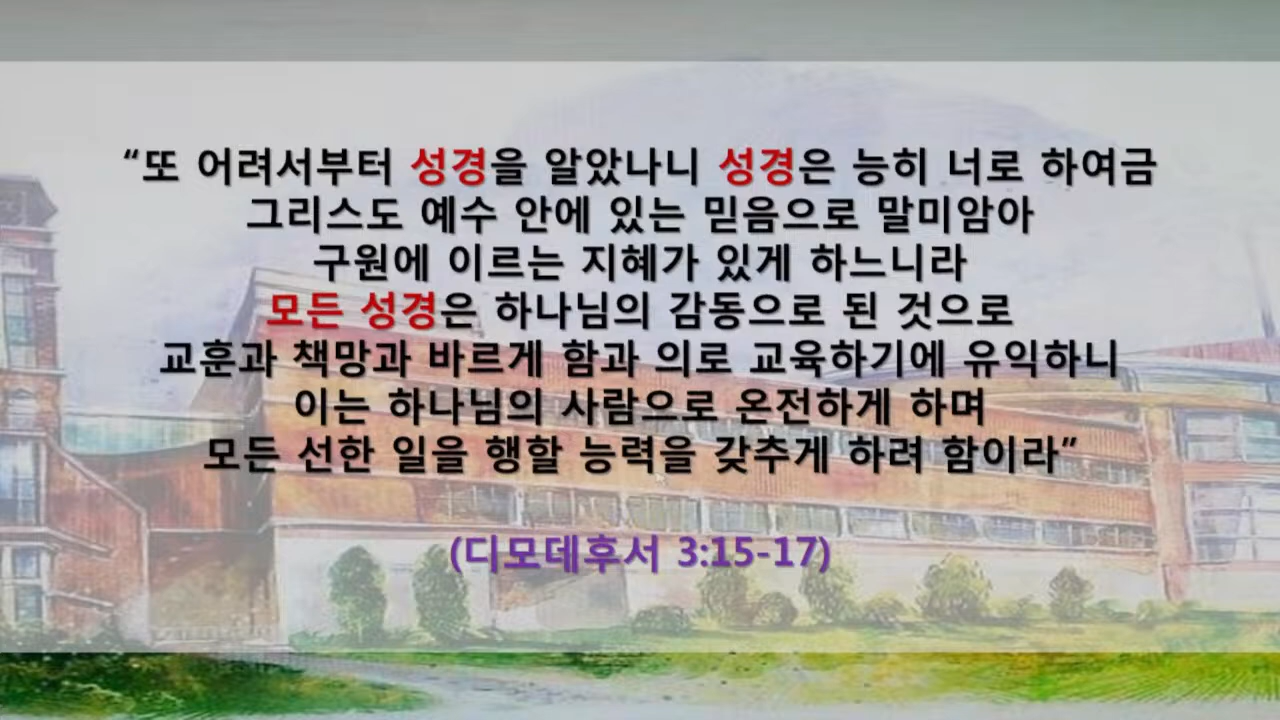 “또 어려서부터 성경을 알았나니 성경은 능히 너로 하여금
그리스도 예수 안에 있는 믿음으로 말미암아
구원에 이르는 지혜가 있게 하느니라
모든 성경은 하나님의 감동으로 된 것으로
교훈과 책망과 바르게 함과 의로 교육하기에 유익하니
이는 하나님의 사람으로 온전하게 하며
모든 선한 일을 행할 능력을 갖추게 하려 함이라”
(디모데후서 3:15-17)